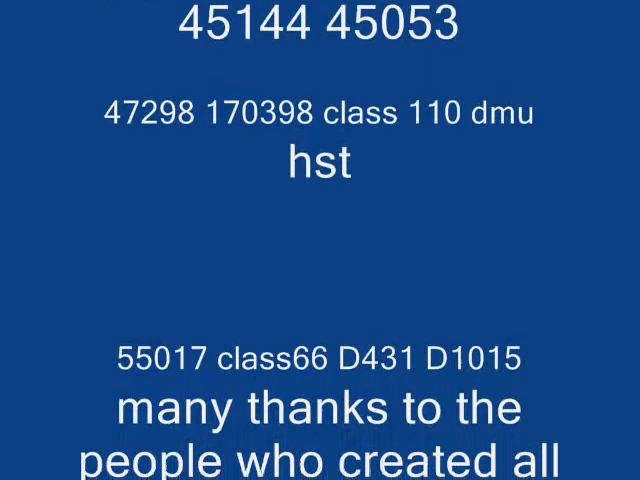 45144 45053
47298 170398 class 110 dmu
hst
55017 class66 D431 D1015
many thanks to the
people who created all